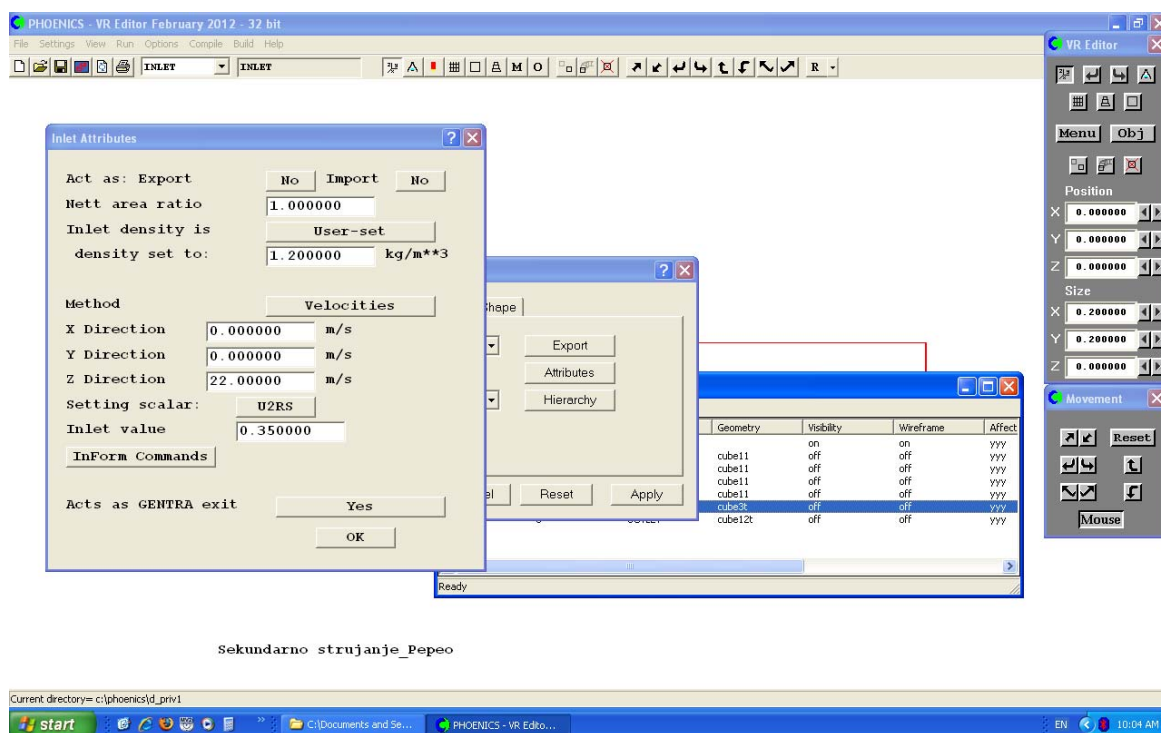 PHOENICS - VR Editor February 2012 - 32 bit
File Settings View Run Options Compile Build Help
INLET INLET M O R
VR Editor
Menu Obj
Position
X 0.000000
Y 0.000000
Z 0.000000
Size
X 0.200000
Y 0.200000
Z 0.000000
Movement
Reset
Mouse
Inlet Attributes
Act as: Export No Import No
Nett area ratio 1.000000
Inlet density is User-set
density set to: 1.200000 kg/m**3
Method Velocities
X Direction 0.000000 m/s
Y Direction 0.000000 m/s
Z Direction 22.00000 m/s
Setting scalar: U2RS
Inlet value 0.350000
InForm Commands
Acts as GENTRA exit Yes
OK
Shape
Export
Attributes
Hierarchy
Reset Apply
Geometry Visibility Wireframe Affect
on on yyy
cube11 off off yyy
cube11 off off yyy
cube11 off off yyy
cube11 off off yyy
cube3t off off yyy
cube12t off off yyy
Ready
Sekundarno strujanje_Pepeo
Current directory= c:\phoenics\d_priv1
start C:\Documents and Se... PHOENICS - VR Edito... EN 10:04 AM